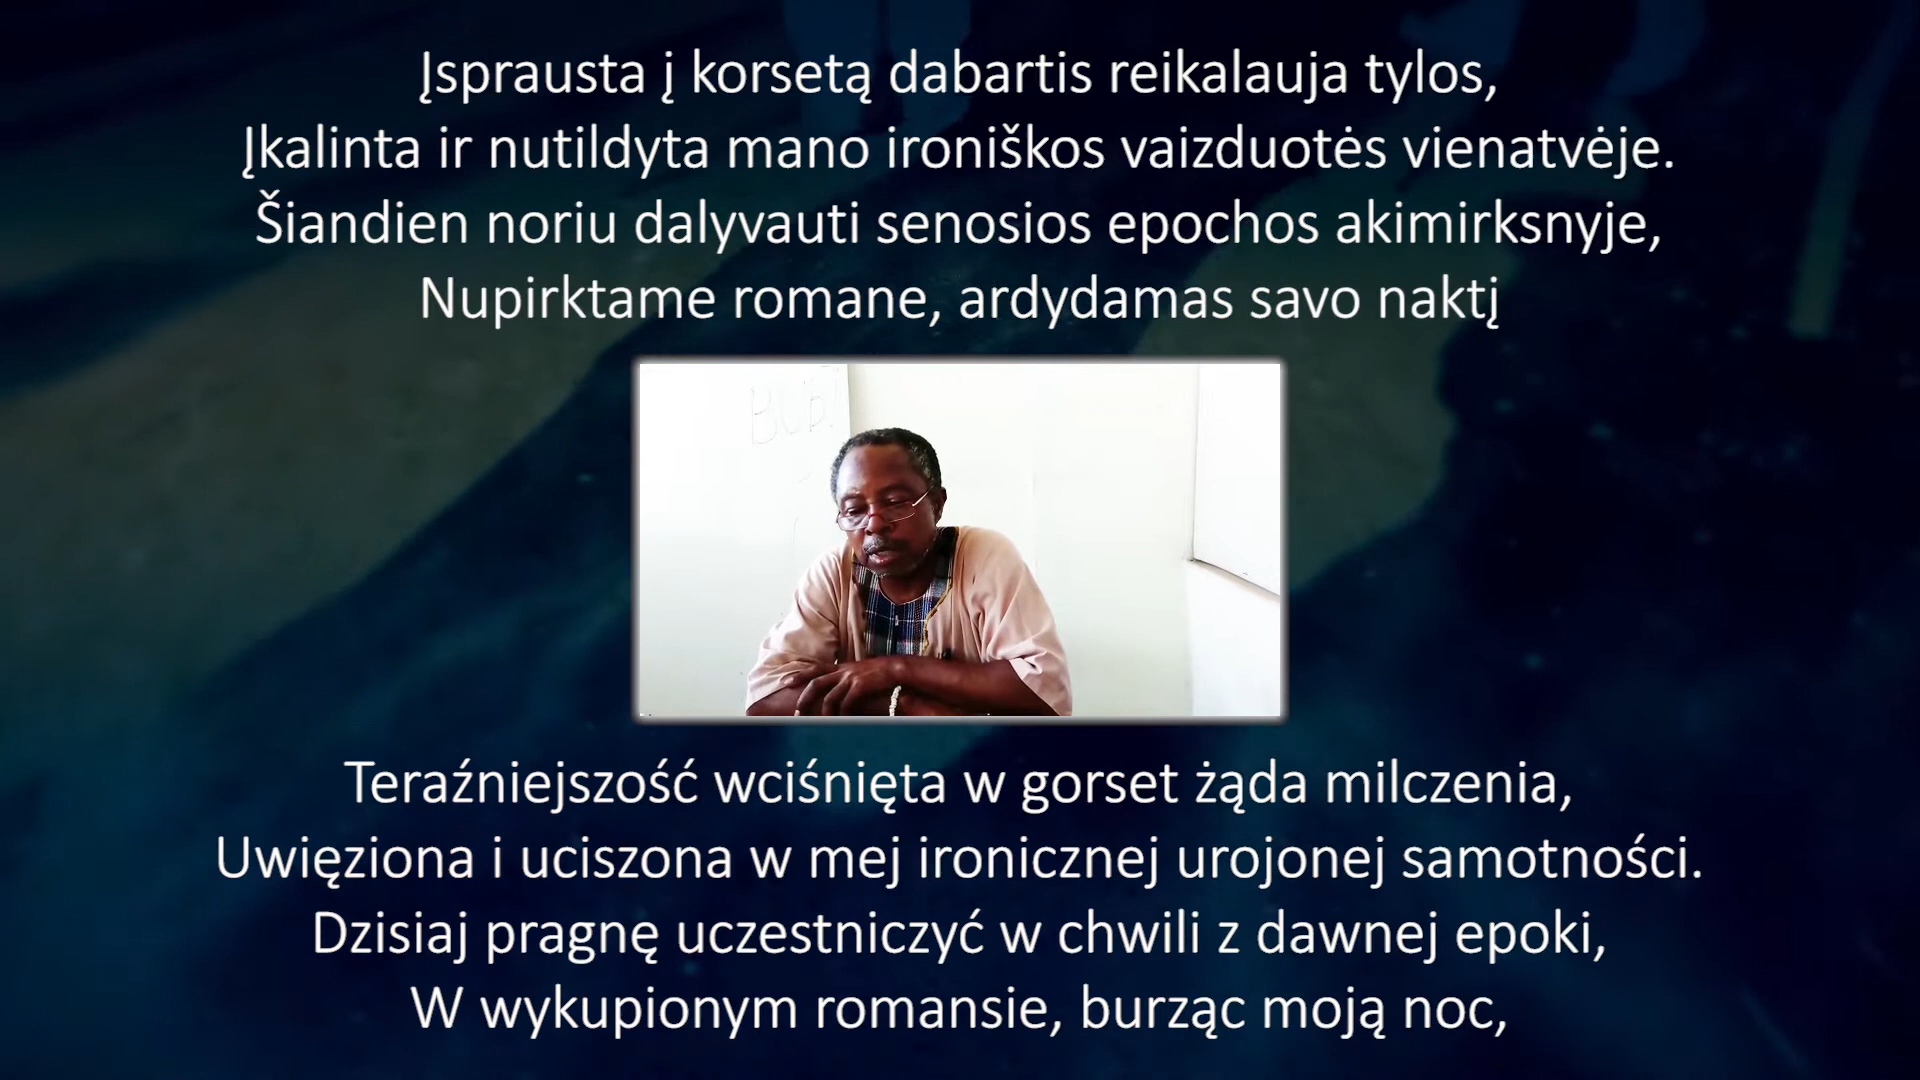 Įsprausta į korsetą dabartis reikalauja tylos,
Įkalinta ir nutildyta mano ironiškos vaizduotės vienatvėje.
Šiandien noriu dalyvauti senosios epochos akimirksnyje,
Nupirktame romane, ardydamas savo naktį
Teraźniejszość wciśnięta w gorset żąda milczenia,
Uwięziona i uciszona w mej ironicznej urojonej samotności.
Dzisiaj pragnę uczestniczyć w chwili z dawnej epoki,
W wykupionym romansie, burząc moją noc,